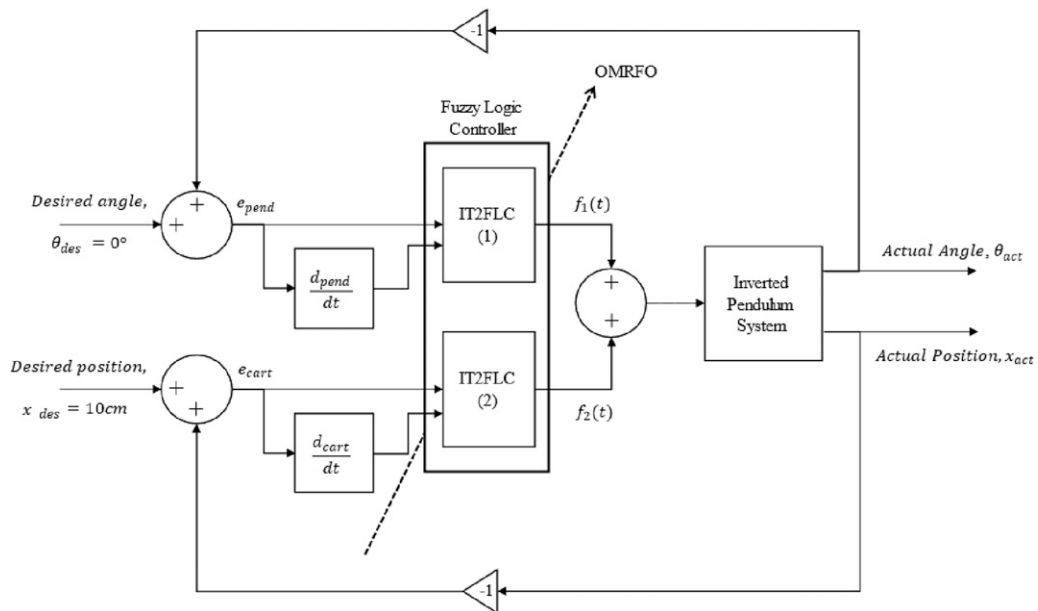 -1
OMRFO
Fuzzy Logic
Controller
Desired angle,
θdes = 0°
+
+
epend
dpend
dt
IT2FLC
(1)
f1(t)
+
+
Inverted
Pendulum
System
Actual Angle, θact
Actual Position, xact
Desired position,
x des = 10cm
+
+
ecart
dcart
dt
IT2FLC
(2)
f2(t)
-1